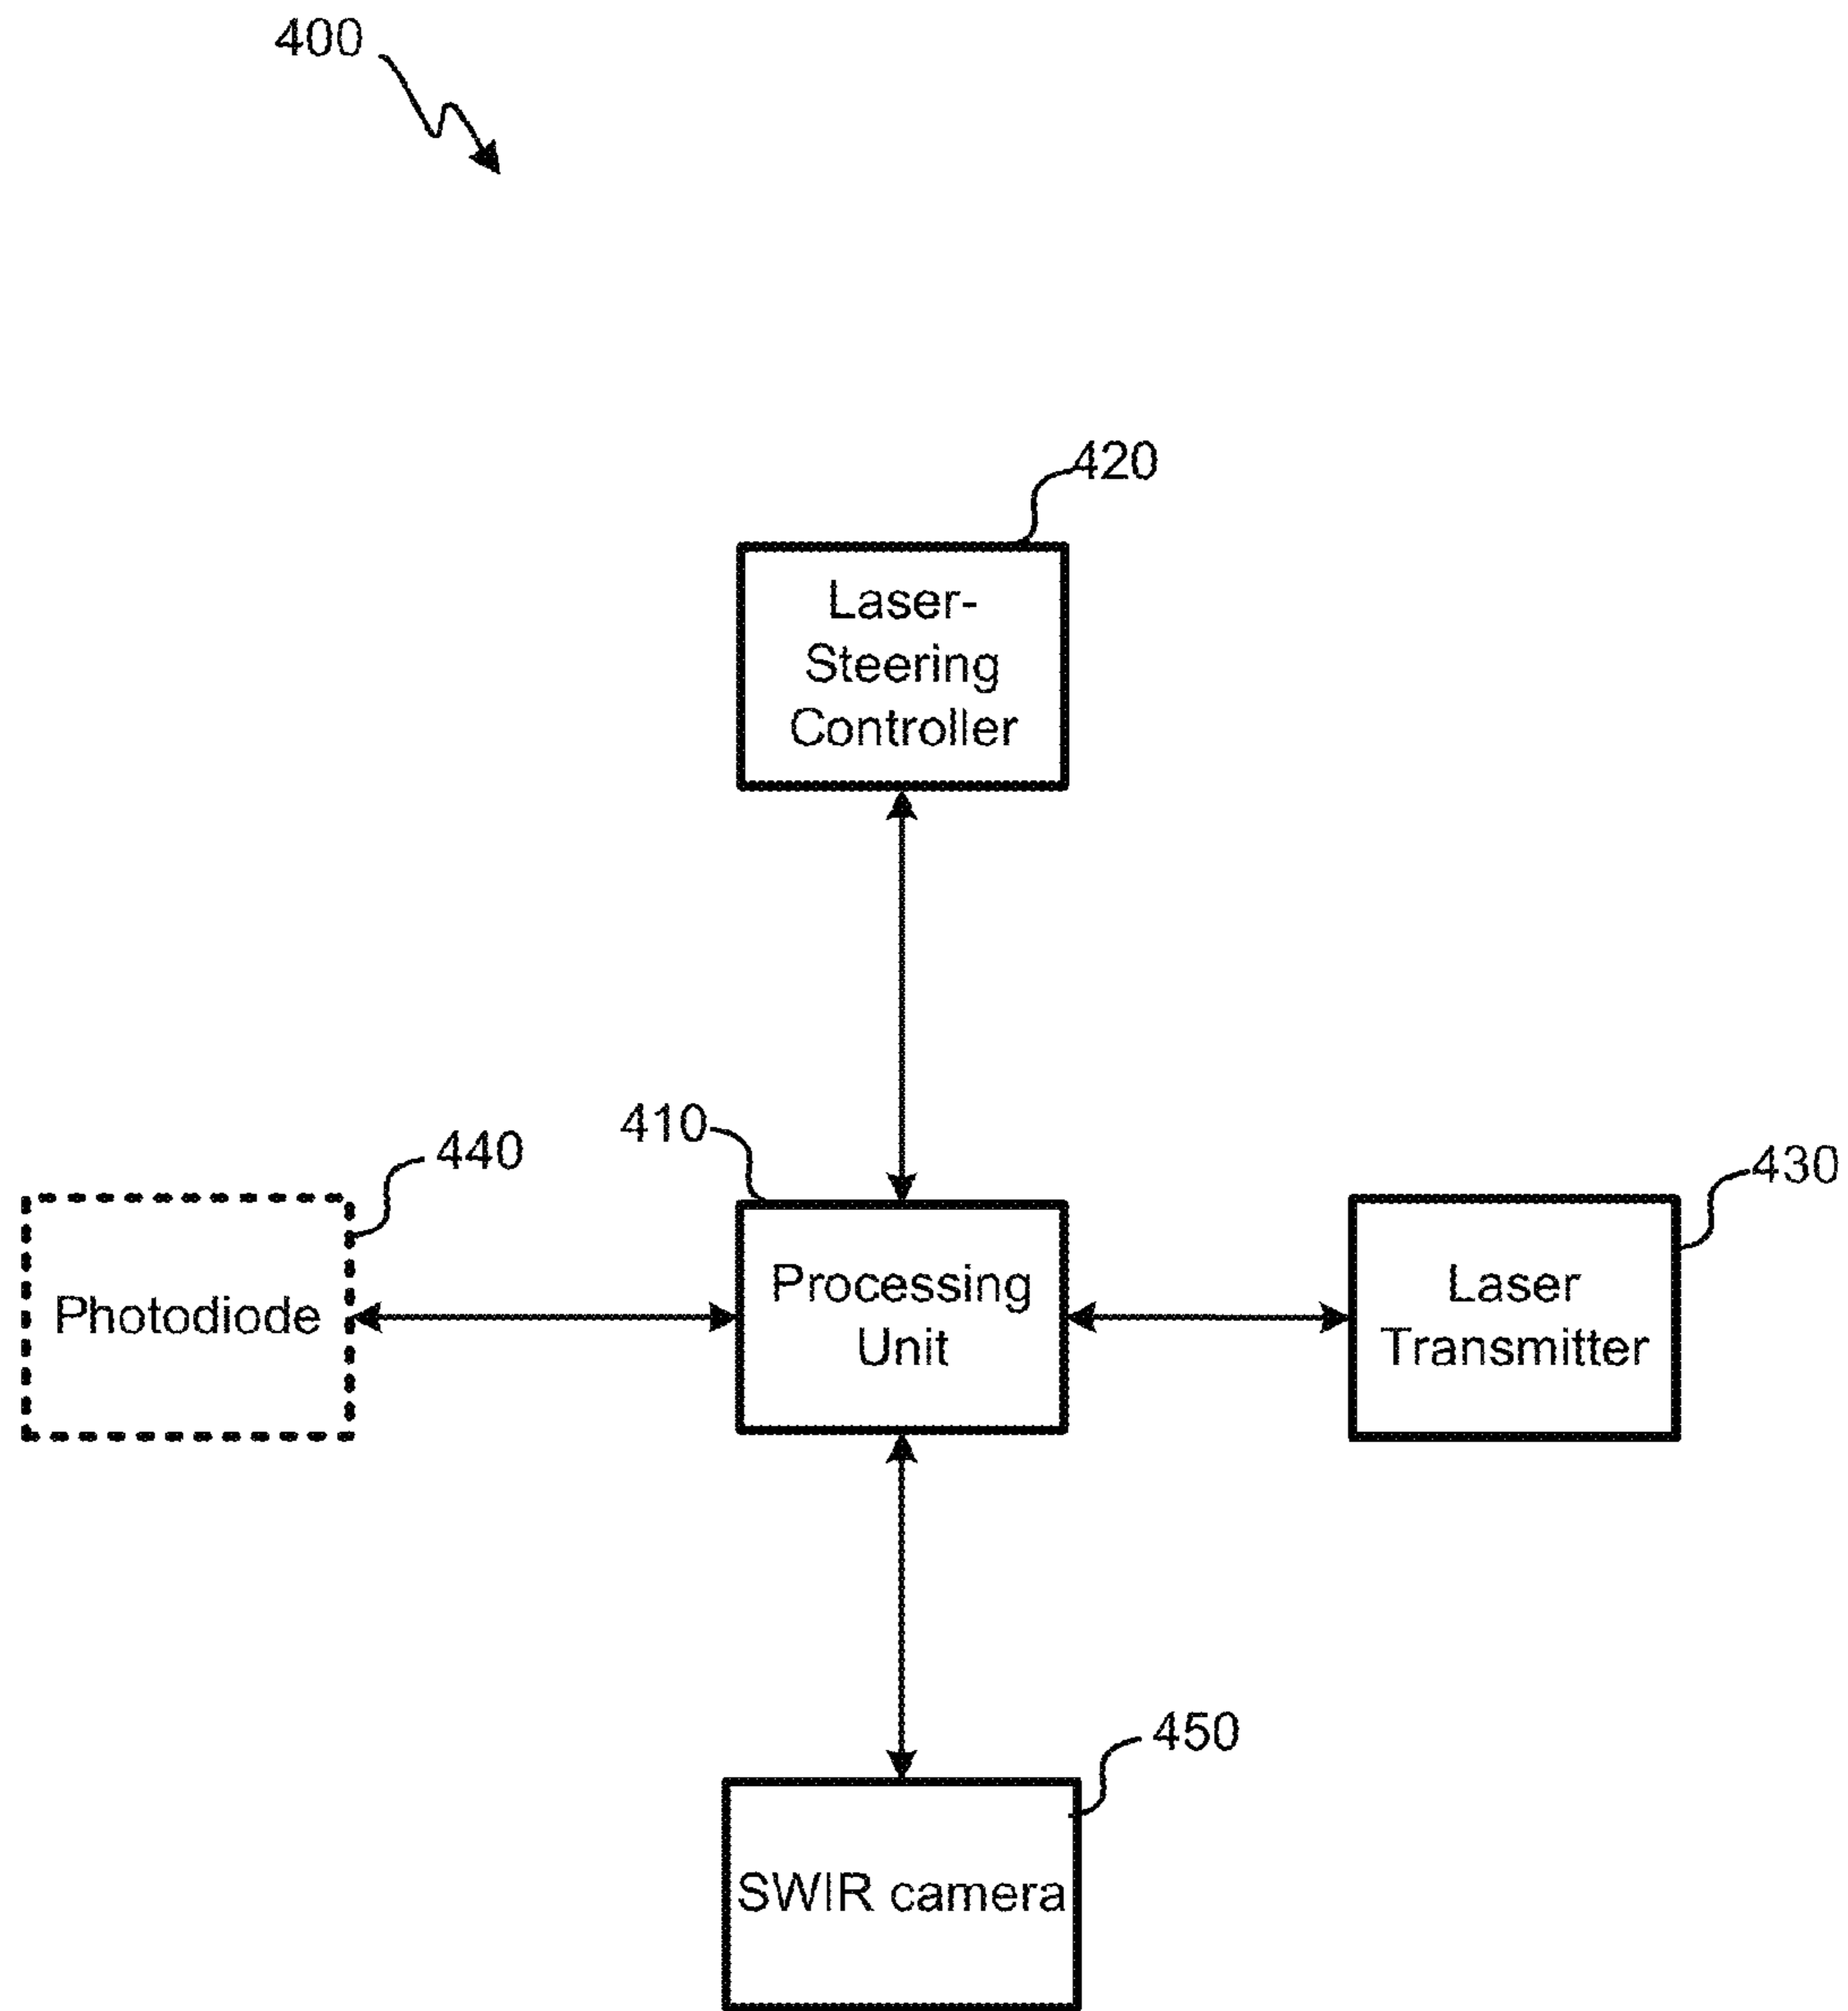 400
420
Laser-
Steering
Controller
410
440
430
Photodiode
Processing
Unit
Laser
Transmitter
450
SWIR camera